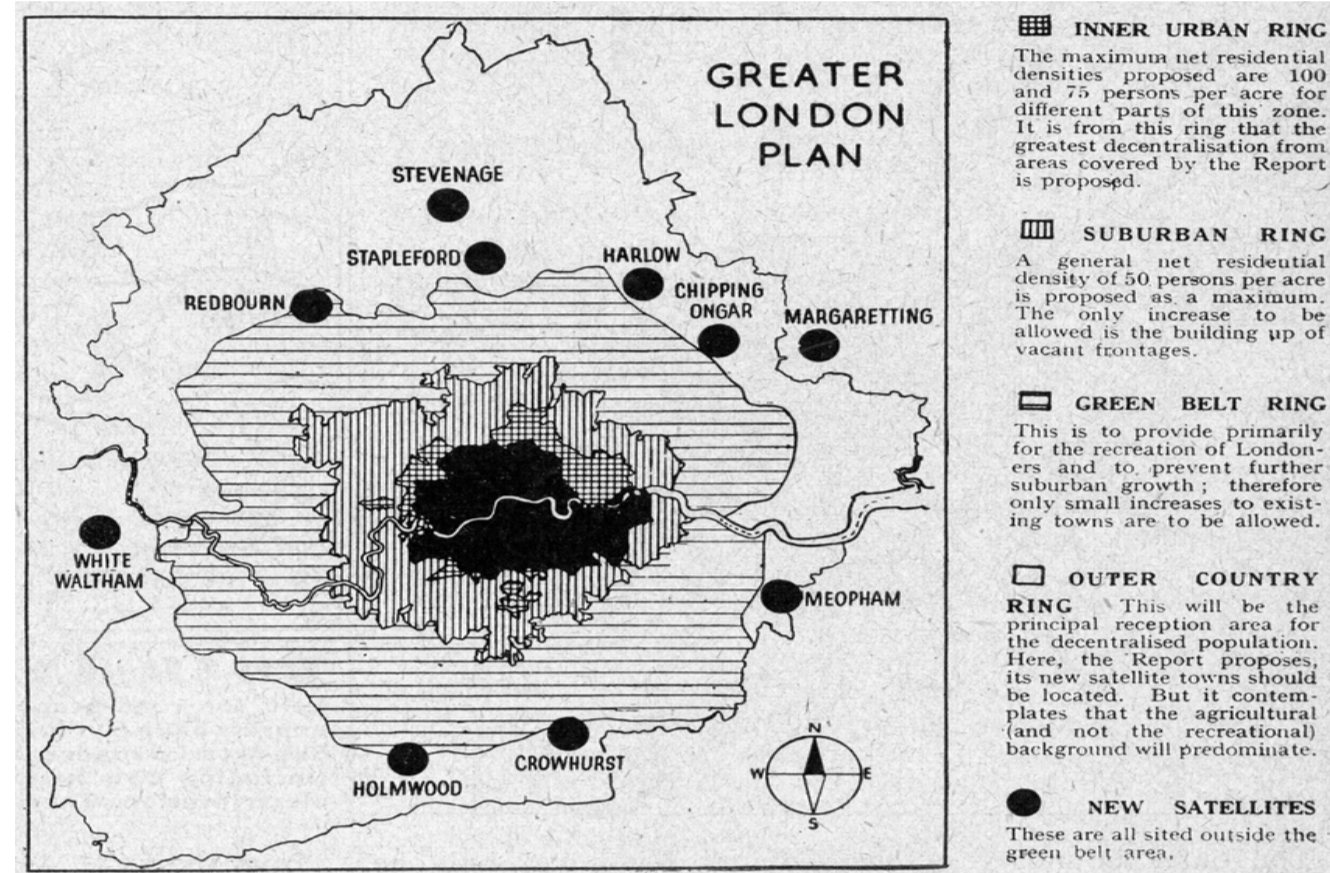 GREATER
LONDON
PLAN
STEVENAGE
STAPLEFORD
HARLOW
REDBOURN
CHIPPING
ONGAR
MARGARETTING
WHITE
WALTHAM
MEOPHAM
CROWHURST
HOLMWOOD
N
W
E
S
INNER URBAN RING
The maximum net residential
densities proposed are 100
and 75 persons per acre for
different parts of this zone.
It is from this ring that the
greatest decentralisation from
areas covered by the Report
is proposed.
SUBURBAN RING
A general net residential
density of 50 persons per acre
is proposed as a maximum.
The only increase to be
allowed is the building up of
vacant frontages.
GREEN BELT RING
This is to provide primarily
for the recreation of London-
ers and to prevent further
suburban growth ; therefore
only small increases to exist-
ing towns are to be allowed.
OUTER COUNTRY
RING This will be the
principal reception area for
the decentralised population.
Here, the Report proposes,
its new satellite towns should
be located. But it contem-
plates that the agricultural
(and not the recreational)
background will predominate.
NEW SATELLITES
These are all sited outside the
green belt area.